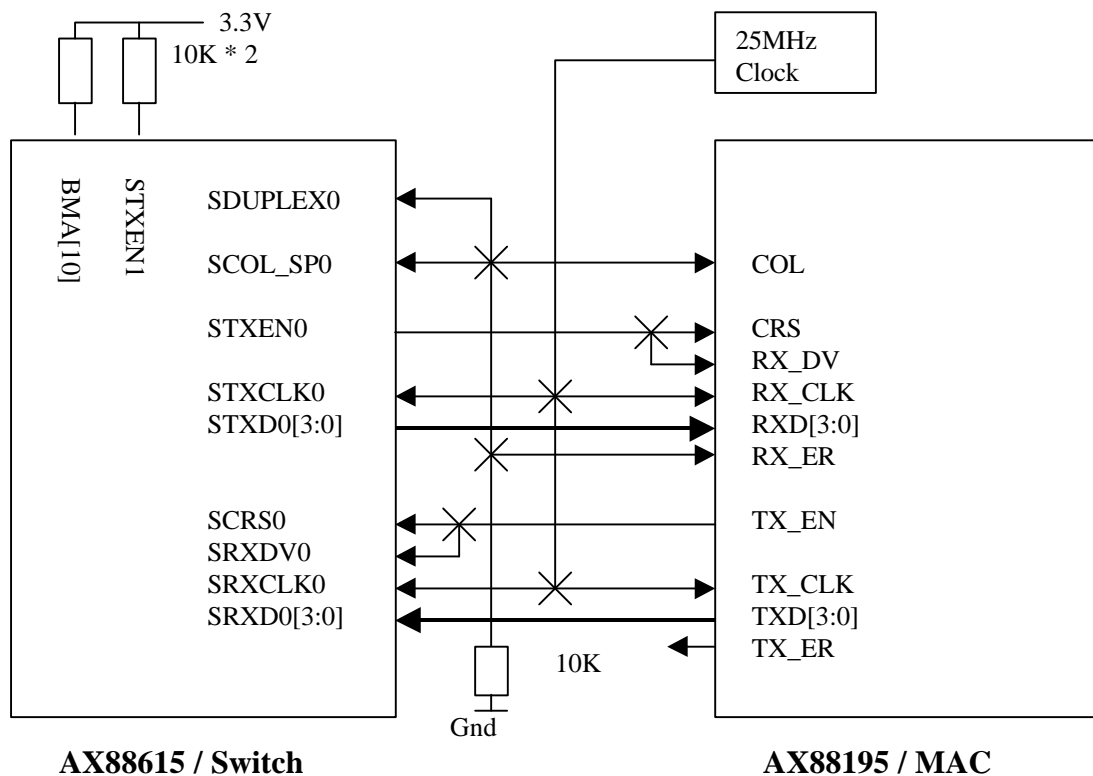 3.3V
10K * 2
25MHz
Clock
BMA[10]
STXEN1
SDUPLEX0
SCOL_SP0
COL
STXEN0
CRS
RX_DV
STXCLK0
RX_CLK
STXD0[3:0]
RXD[3:0]
RX_ER
SCRS0
TX_EN
SRXDV0
SRXCLK0
TX_CLK
SRXD0[3:0]
TXD[3:0]
TX_ER
10K
Gnd
AX88615 / Switch
AX88195 / MAC